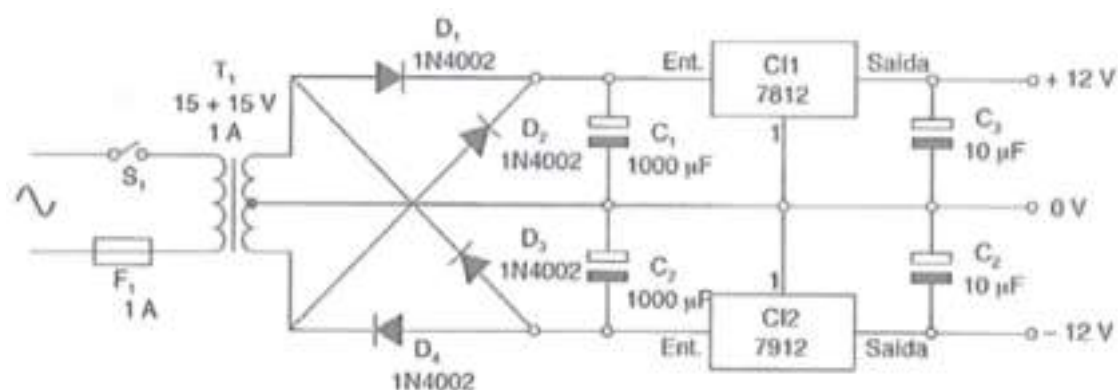 D₁
1N4002
T₁
15 + 15 V
1 A
S₁
F₁
1 A
D₂
1N4002
D₃
1N4002
D₄
1N4002
C₁
1000 µF
C₂
1000 µF
Ent.
CI1
7812
Saída
1
1
Ent.
CI2
7912
Saída
C₃
10 µF
C₂
10 µF
+ 12 V
0 V
− 12 V